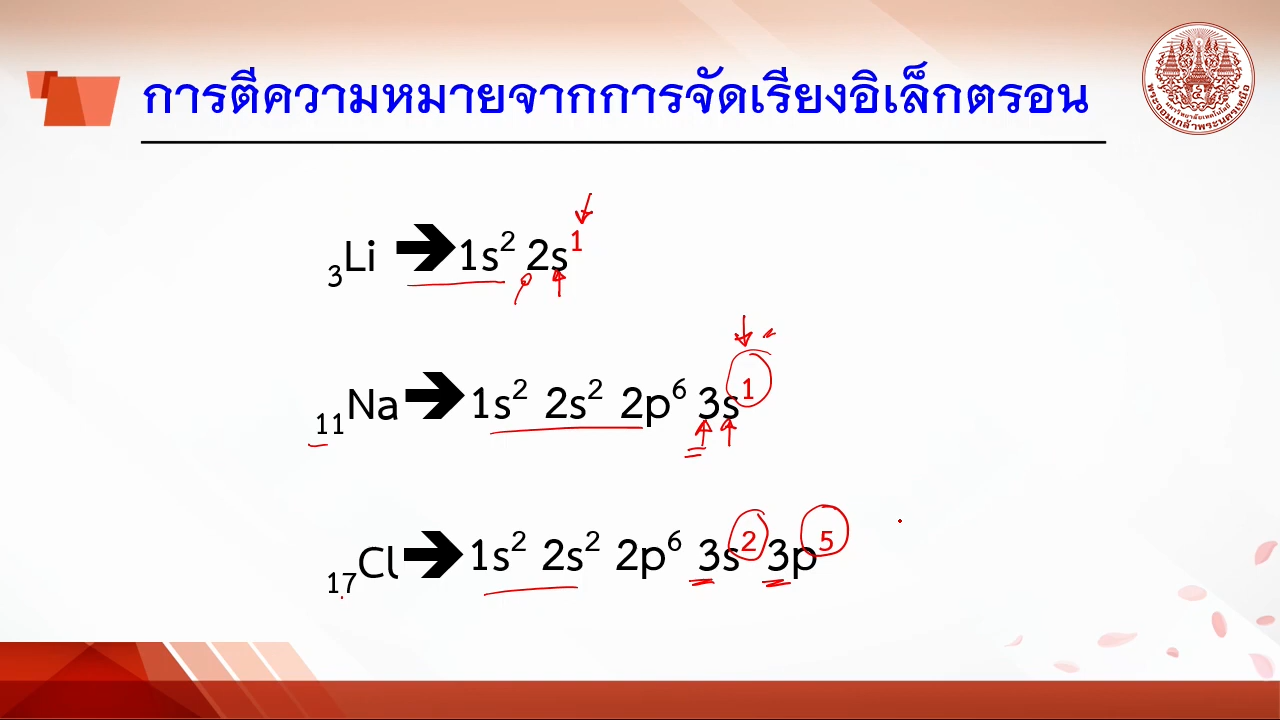 การตีความหมายจากการจัดเรียงอิเล็กตรอน
₃Li 🡺 1s² 2s¹
₁₁Na 🡺 1s² 2s² 2p⁶ 3s¹
₁₇Cl 🡺 1s² 2s² 2p⁶ 3s² 3p⁵